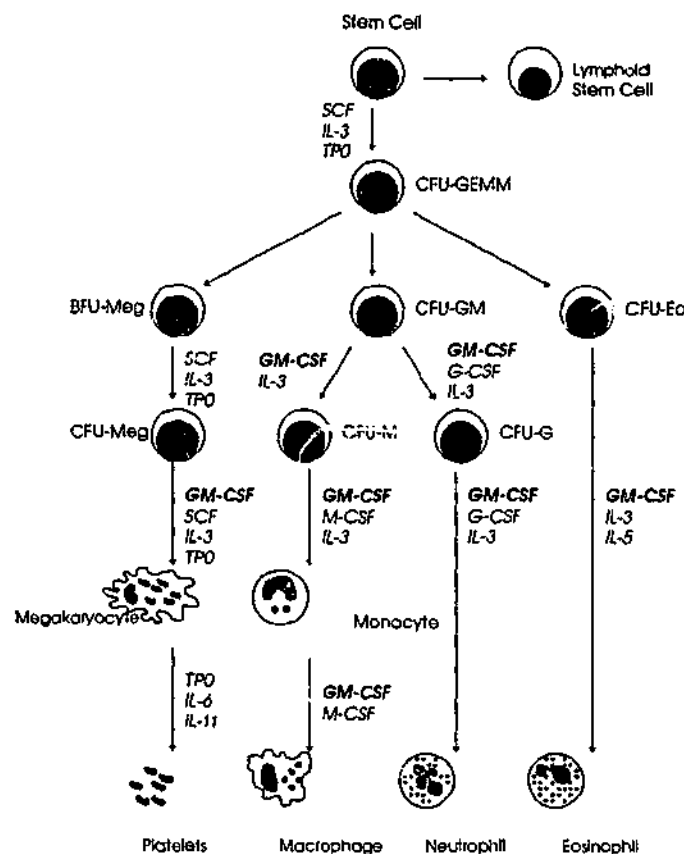 Stem Cell
Lymphoid
Stem Cell
SCF
IL-3
TPO
CFU-GEMM
BFU-Meg
CFU-GM
CFU-Eo
SCF
IL-3
TPO
GM-CSF
IL-3
GM-CSF
G-CSF
IL-3
CFU-Meg
CFU-M
CFU-G
GM-CSF
SCF
IL-3
TPO
GM-CSF
M-CSF
IL-3
GM-CSF
G-CSF
IL-3
GM-CSF
IL-3
IL-5
Megakaryocyte
Monocyte
TPO
IL-6
IL-11
GM-CSF
M-CSF
Platelets
Macrophage
Neutrophil
Eosinophil